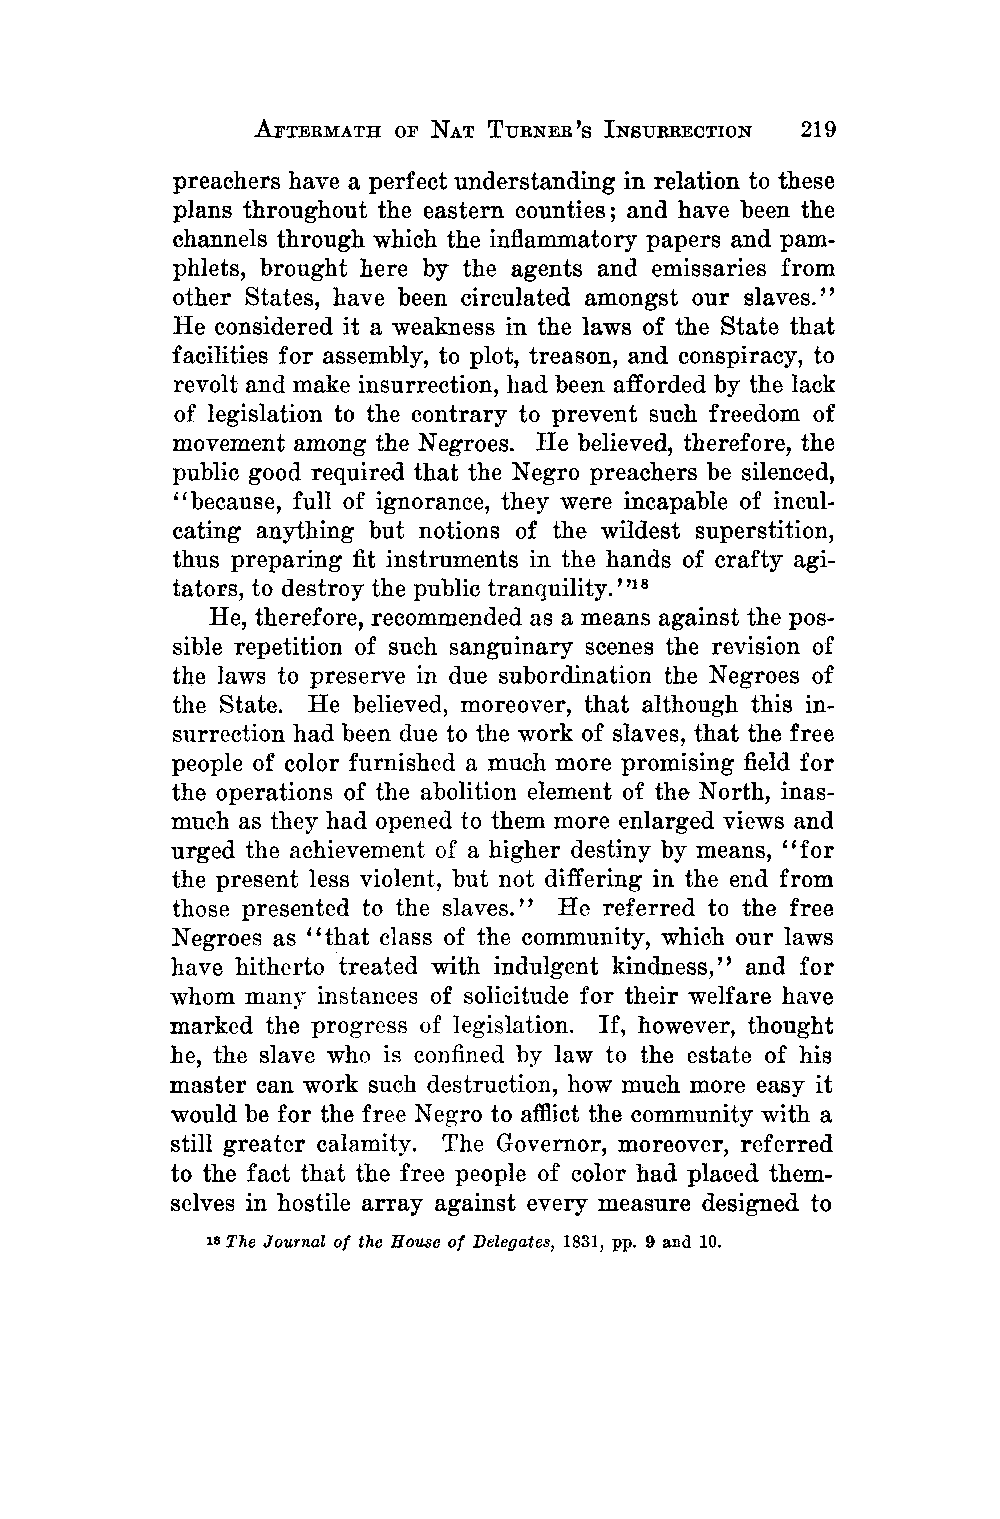 AFTERMATH OF NAT TURNER'S INSURRECTION 219
preachers have a perfect understanding in relation to these
plans throughout the eastern counties; and have been the
channels through which the inflammatory papers and pam-
phlets, brought here by the agents and emissaries from
other States, have been circulated amongst our slaves.''
He considered it a weakness in the laws of the State that
facilities for assembly, to plot, treason, and conspiracy, to
revolt and make insurrection, had been afforded by the lack
of legislation to the contrary to prevent such freedom of
movement among the Negroes. He believed, therefore, the
public good required that the Negro preachers be silenced,
``because, full of ignorance, they were incapable of incul-
cating anything but notions of the wildest superstition,
thus preparing fit instruments in the hands of crafty agi-
tators, to destroy the public tranquility.''18
He, therefore, recommended as a means against the pos-
sible repetition of such sanguinary scenes the revision of
the laws to preserve in due subordination the Negroes of
the State. He believed, moreover, that although this in-
surrection had been due to the work of slaves, that the free
people of color furnished a much more promising field for
the operations of the abolition element of the North, inas-
much as they had opened to them more enlarged views and
urged the achievement of a higher destiny by means, ``for
the present less violent, but not differing in the end from
those presented to the slaves.'' He referred to the free
Negroes as ``that class of the community, which our laws
have hitherto treated with indulgent kindness,'' and for
whom many instances of solicitude for their welfare have
marked the progress of legislation. If, however, thought
he, the slave who is confined by law to the estate of his
master can work such destruction, how much more easy it
would be for the free Negro to afflict the community with a
still greater calamity. The Governor, moreover, referred
to the fact that the free people of color had placed them-
selves in hostile array against every measure designed to
18 The Journal of the House of Delegates, 1831, pp. 9 and 10.